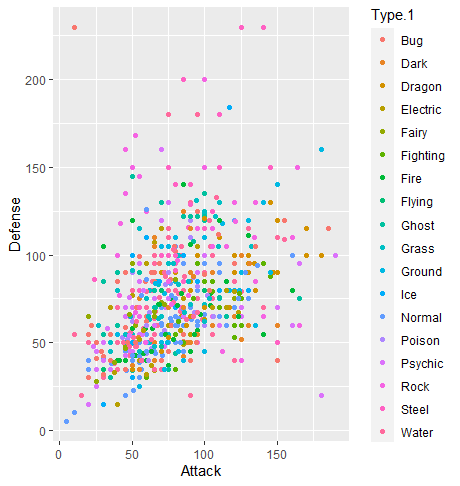 Type.1
Bug
Dark
Dragon
Electric
Fairy
Fighting
Fire
Flying
Ghost
Grass
Ground
Ice
Normal
Poison
Psychic
Rock
Steel
Water
Defense
200
150
100
50
0
0 50 100 150
Attack